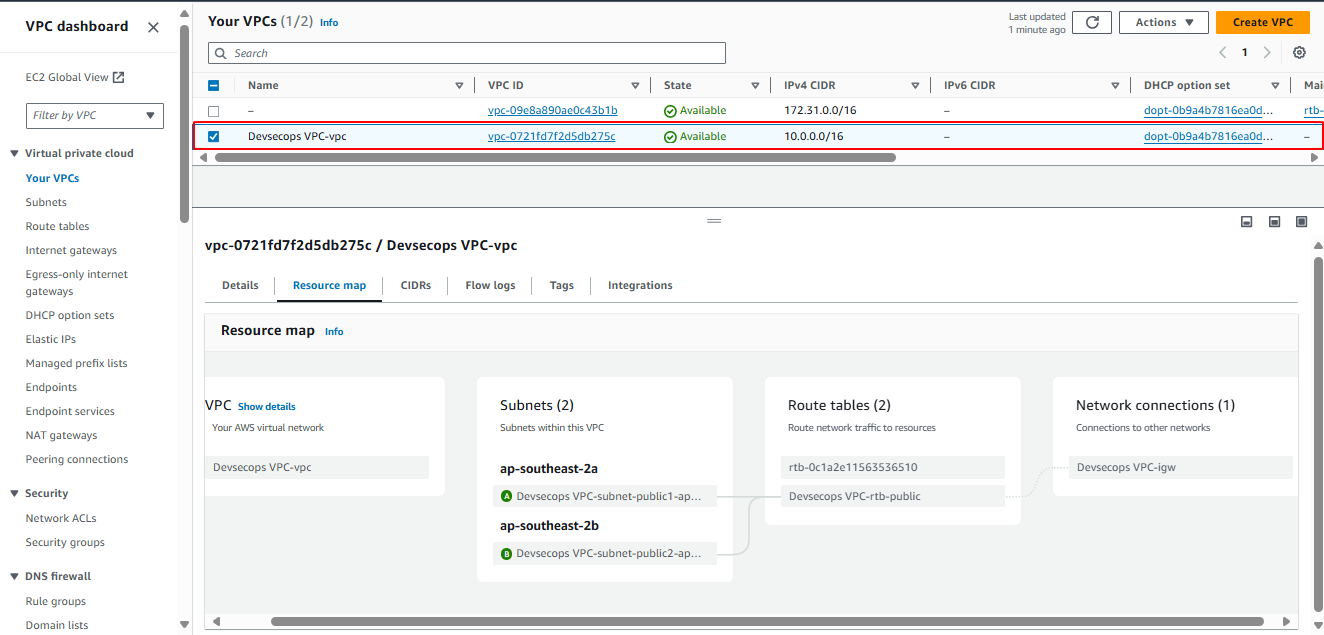 VPC dashboard
EC2 Global View
Filter by VPC
Virtual private cloud
Your VPCs
Subnets
Route tables
Internet gateways
Egress-only internet
gateways
DHCP option sets
Elastic IPs
Managed prefix lists
Endpoints
Endpoint services
NAT gateways
Peering connections
Security
Network ACLs
Security groups
DNS firewall
Rule groups
Domain lists
Your VPCs (1/2) Info
Last updated
1 minute ago
Actions
Create VPC
Search
1
Name VPC ID State IPv4 CIDR IPv6 CIDR DHCP option set Mai
– vpc-09e8a890ae0c43b1b Available 172.31.0.0/16 – dopt-0b9a4b7816ea0d... rtb-
Devsecops VPC-vpc vpc-0721fd7f2d5db275c Available 10.0.0.0/16 – dopt-0b9a4b7816ea0d... –
vpc-0721fd7f2d5db275c / Devsecops VPC-vpc
Details Resource map CIDRs Flow logs Tags Integrations
Resource map Info
VPC Show details
Your AWS virtual network
Devsecops VPC-vpc
Subnets (2)
Subnets within this VPC
ap-southeast-2a
A Devsecops VPC-subnet-public1-ap...
ap-southeast-2b
B Devsecops VPC-subnet-public2-ap...
Route tables (2)
Route network traffic to resources
rtb-0c1a2e11563536510
Devsecops VPC-rtb-public
Network connections (1)
Connections to other networks
Devsecops VPC-igw